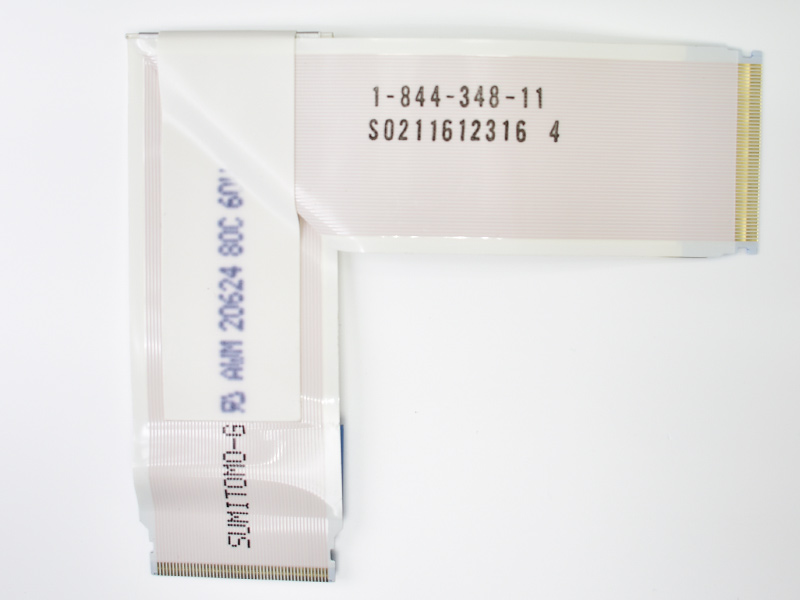 1-844-348-11
S0211612316 4
AWM 20624 80C 60V
SUMITOMO-G